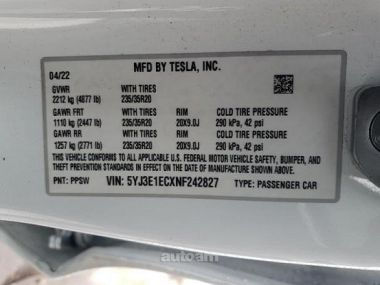 MFD BY TESLA, INC.
04/22
GVWR WITH TIRES
2212 kg (4877 lb) 235/35R20
GAWR FRT WITH TIRES RIM COLD TIRE PRESSURE
1110 kg (2447 lb) 235/35R20 20X9.0J 290 kPa, 42 psi
GAWR RR WITH TIRES RIM COLD TIRE PRESSURE
1257 kg (2771 lb) 235/35R20 20X9.0J 290 kPa, 42 psi
THIS VEHICLE CONFORMS TO ALL APPLICABLE U.S. FEDERAL MOTOR VEHICLE SAFETY, BUMPER, AND
THEFT PREVENTION STANDARDS IN EFFECT ON THE DATE OF MANUFACTURE SHOWN ABOVE.
PNT: PPSW VIN: 5YJ3E1ECXNF242827 TYPE: PASSENGER CAR
autoam